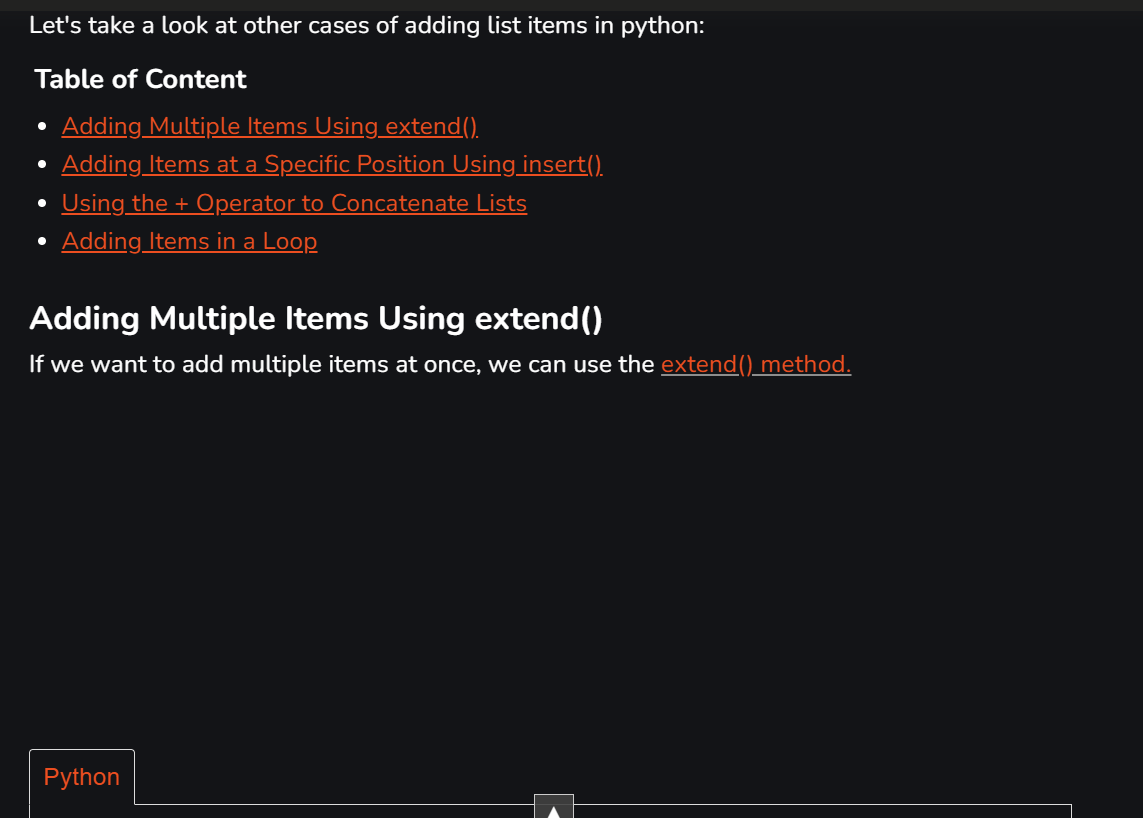 Let's take a look at other cases of adding list items in python:
Table of Content
Adding Multiple Items Using extend()
Adding Items at a Specific Position Using insert()
Using the + Operator to Concatenate Lists
Adding Items in a Loop
Adding Multiple Items Using extend()
If we want to add multiple items at once, we can use the extend() method.
Python